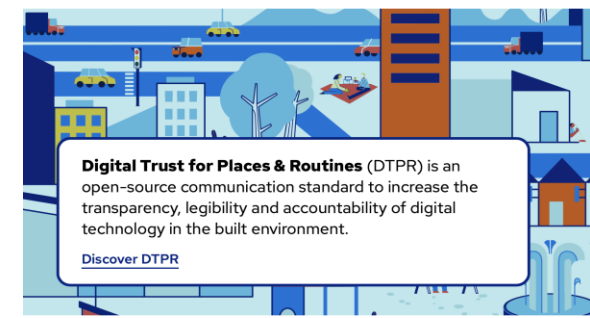 Digital Trust for Places & Routines (DTPR) is an
open-source communication standard to increase the
transparency, legibility and accountability of digital
technology in the built environment.
Discover DTPR